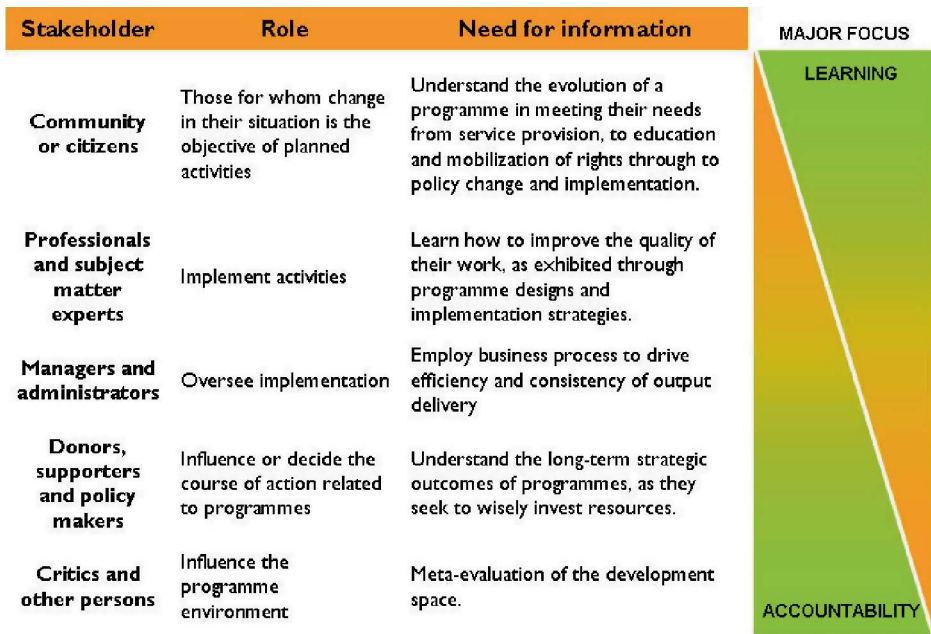 Stakeholder Role Need for information
MAJOR FOCUS
LEARNING
Community
or citizens
Those for whom change
in their situation is the
objective of planned
activities
Understand the evolution of a
programme in meeting their needs
from service provision, to education
and mobilization of rights through to
policy change and implementation.
Professionals
and subject
matter
experts
Implement activities
Learn how to improve the quality of
their work, as exhibited through
programme designs and
implementation strategies.
Managers and
administrators
Oversee implementation
Employ business process to drive
efficiency and consistency of output
delivery
Donors,
supporters
and policy
makers
Influence or decide the
course of action related
to programmes
Understand the long-term strategic
outcomes of programmes, as they
seek to wisely invest resources.
Critics and
other persons
Influence the
programme
environment
Meta-evaluation of the development
space.
ACCOUNTABILITY